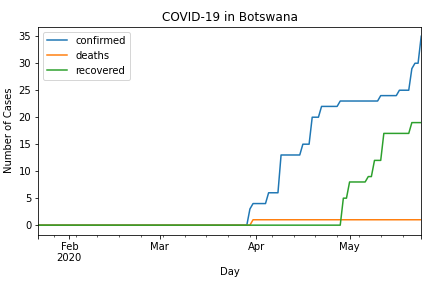 COVID-19 in Botswana
confirmed
deaths
recovered
Number of Cases
35
30
25
20
15
10
5
0
Feb Mar Apr May
2020
Day